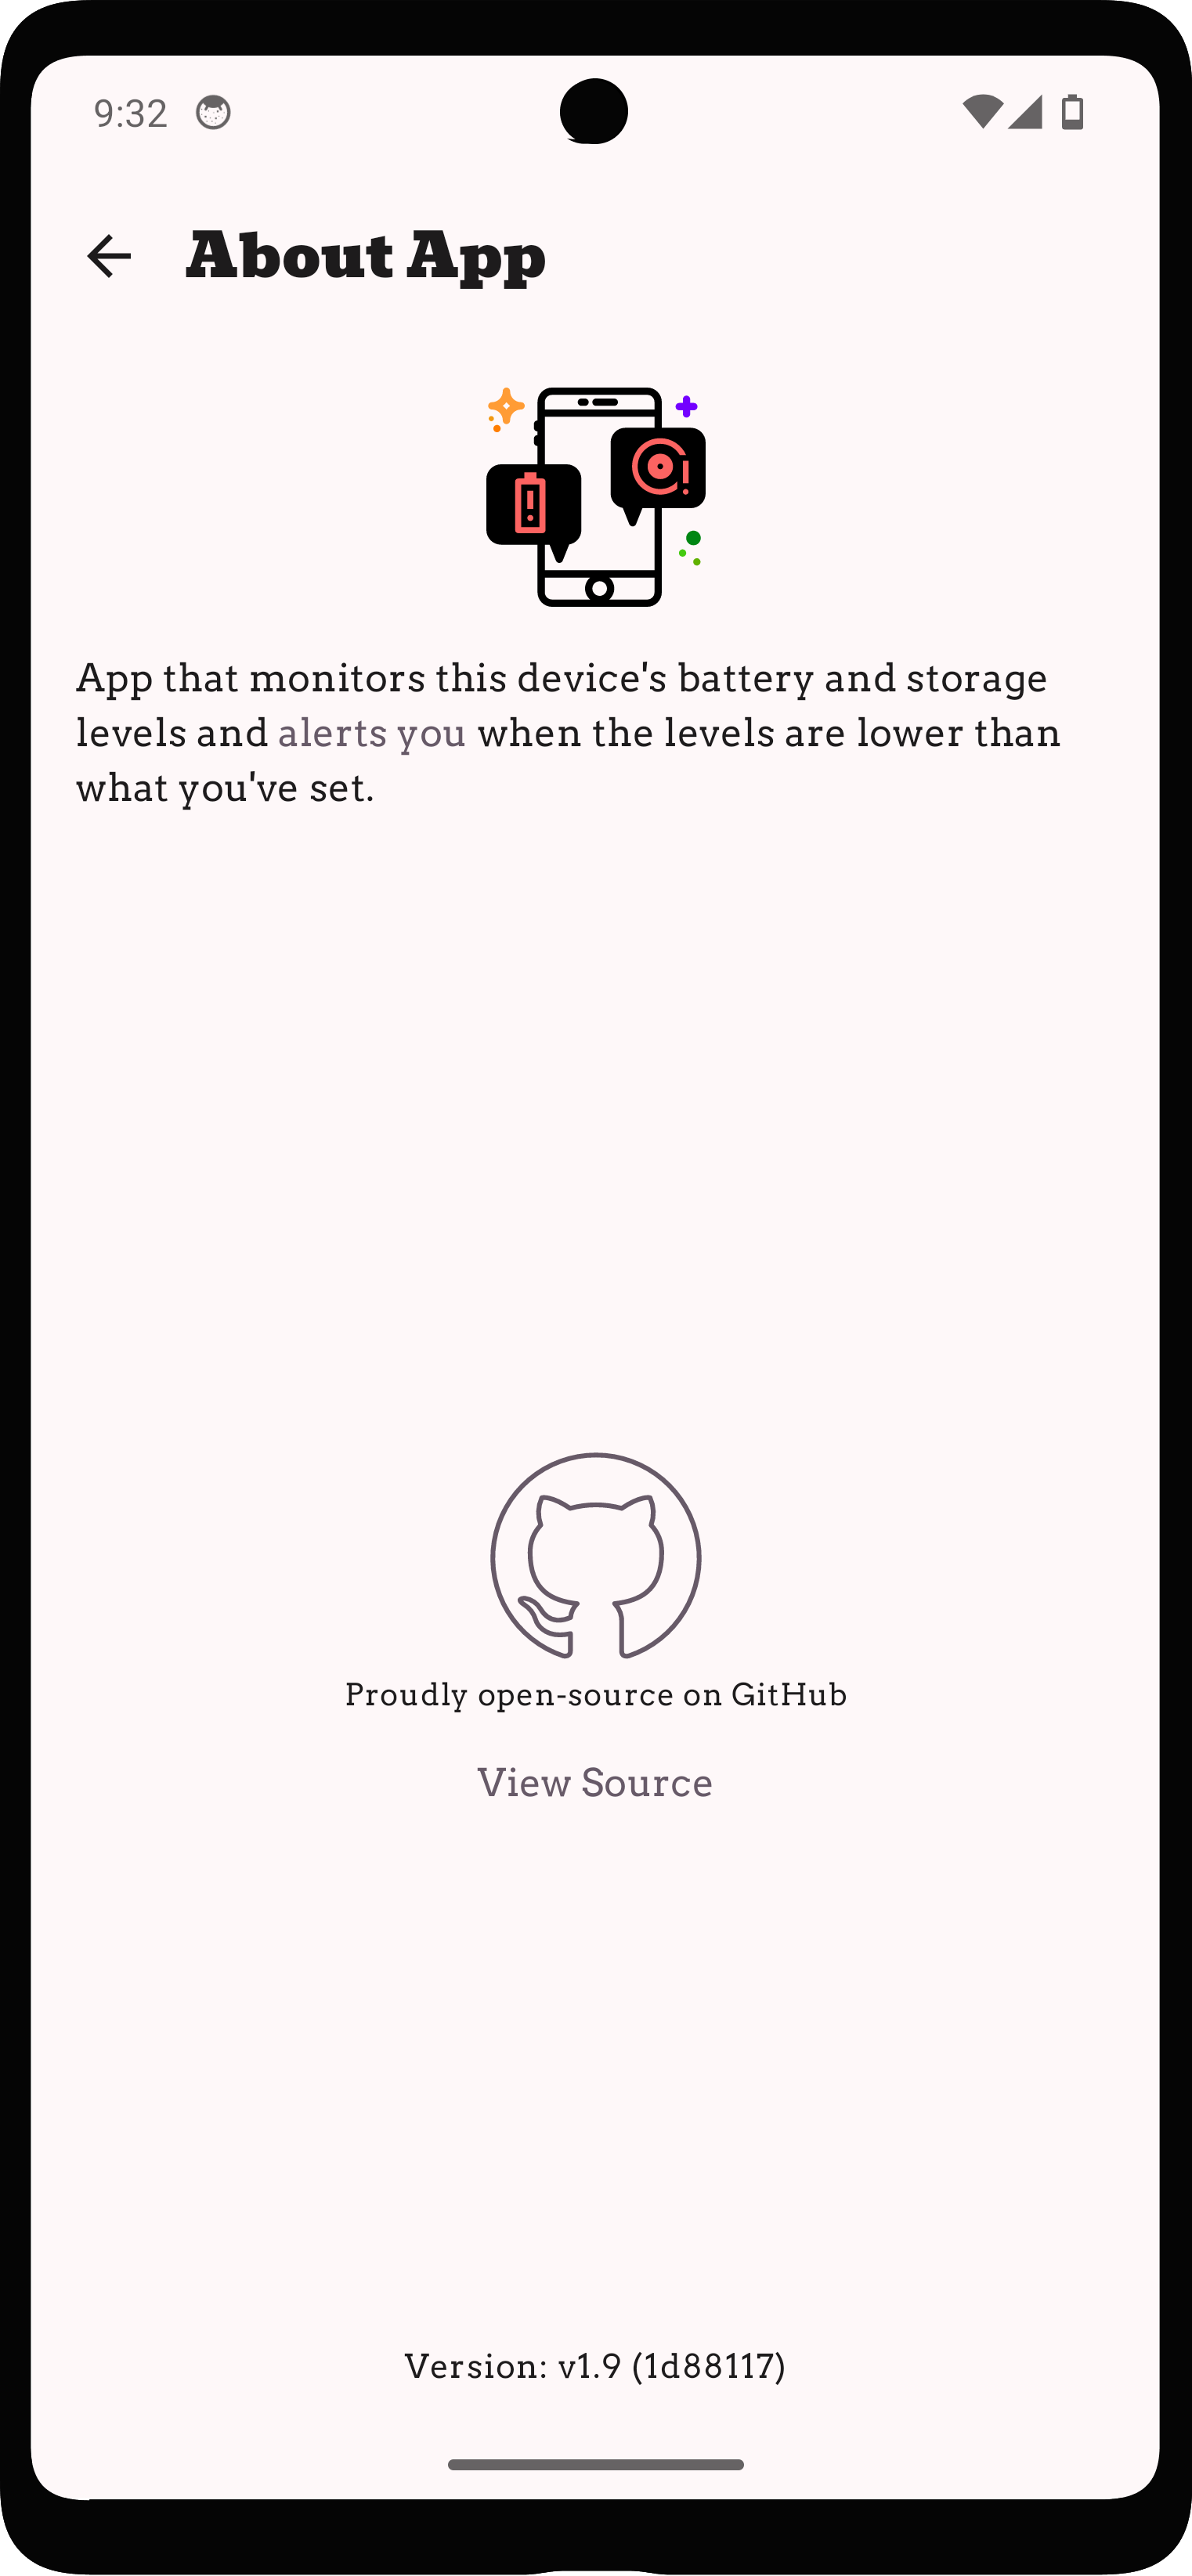 9:32
About App
App that monitors this device's battery and storage
levels and alerts you when the levels are lower than
what you've set.
Proudly open-source on GitHub
View Source
Version: v1.9 (1d88117)